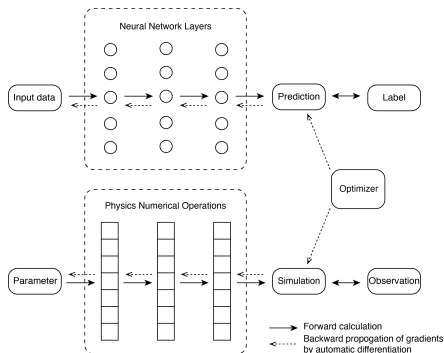 Neural Network Layers
Input data
Prediction
Label
Optimizer
Physics Numerical Operations
Parameter
Simulation
Observation
Forward calculation
Backward propogation of gradients
by automatic differentiation